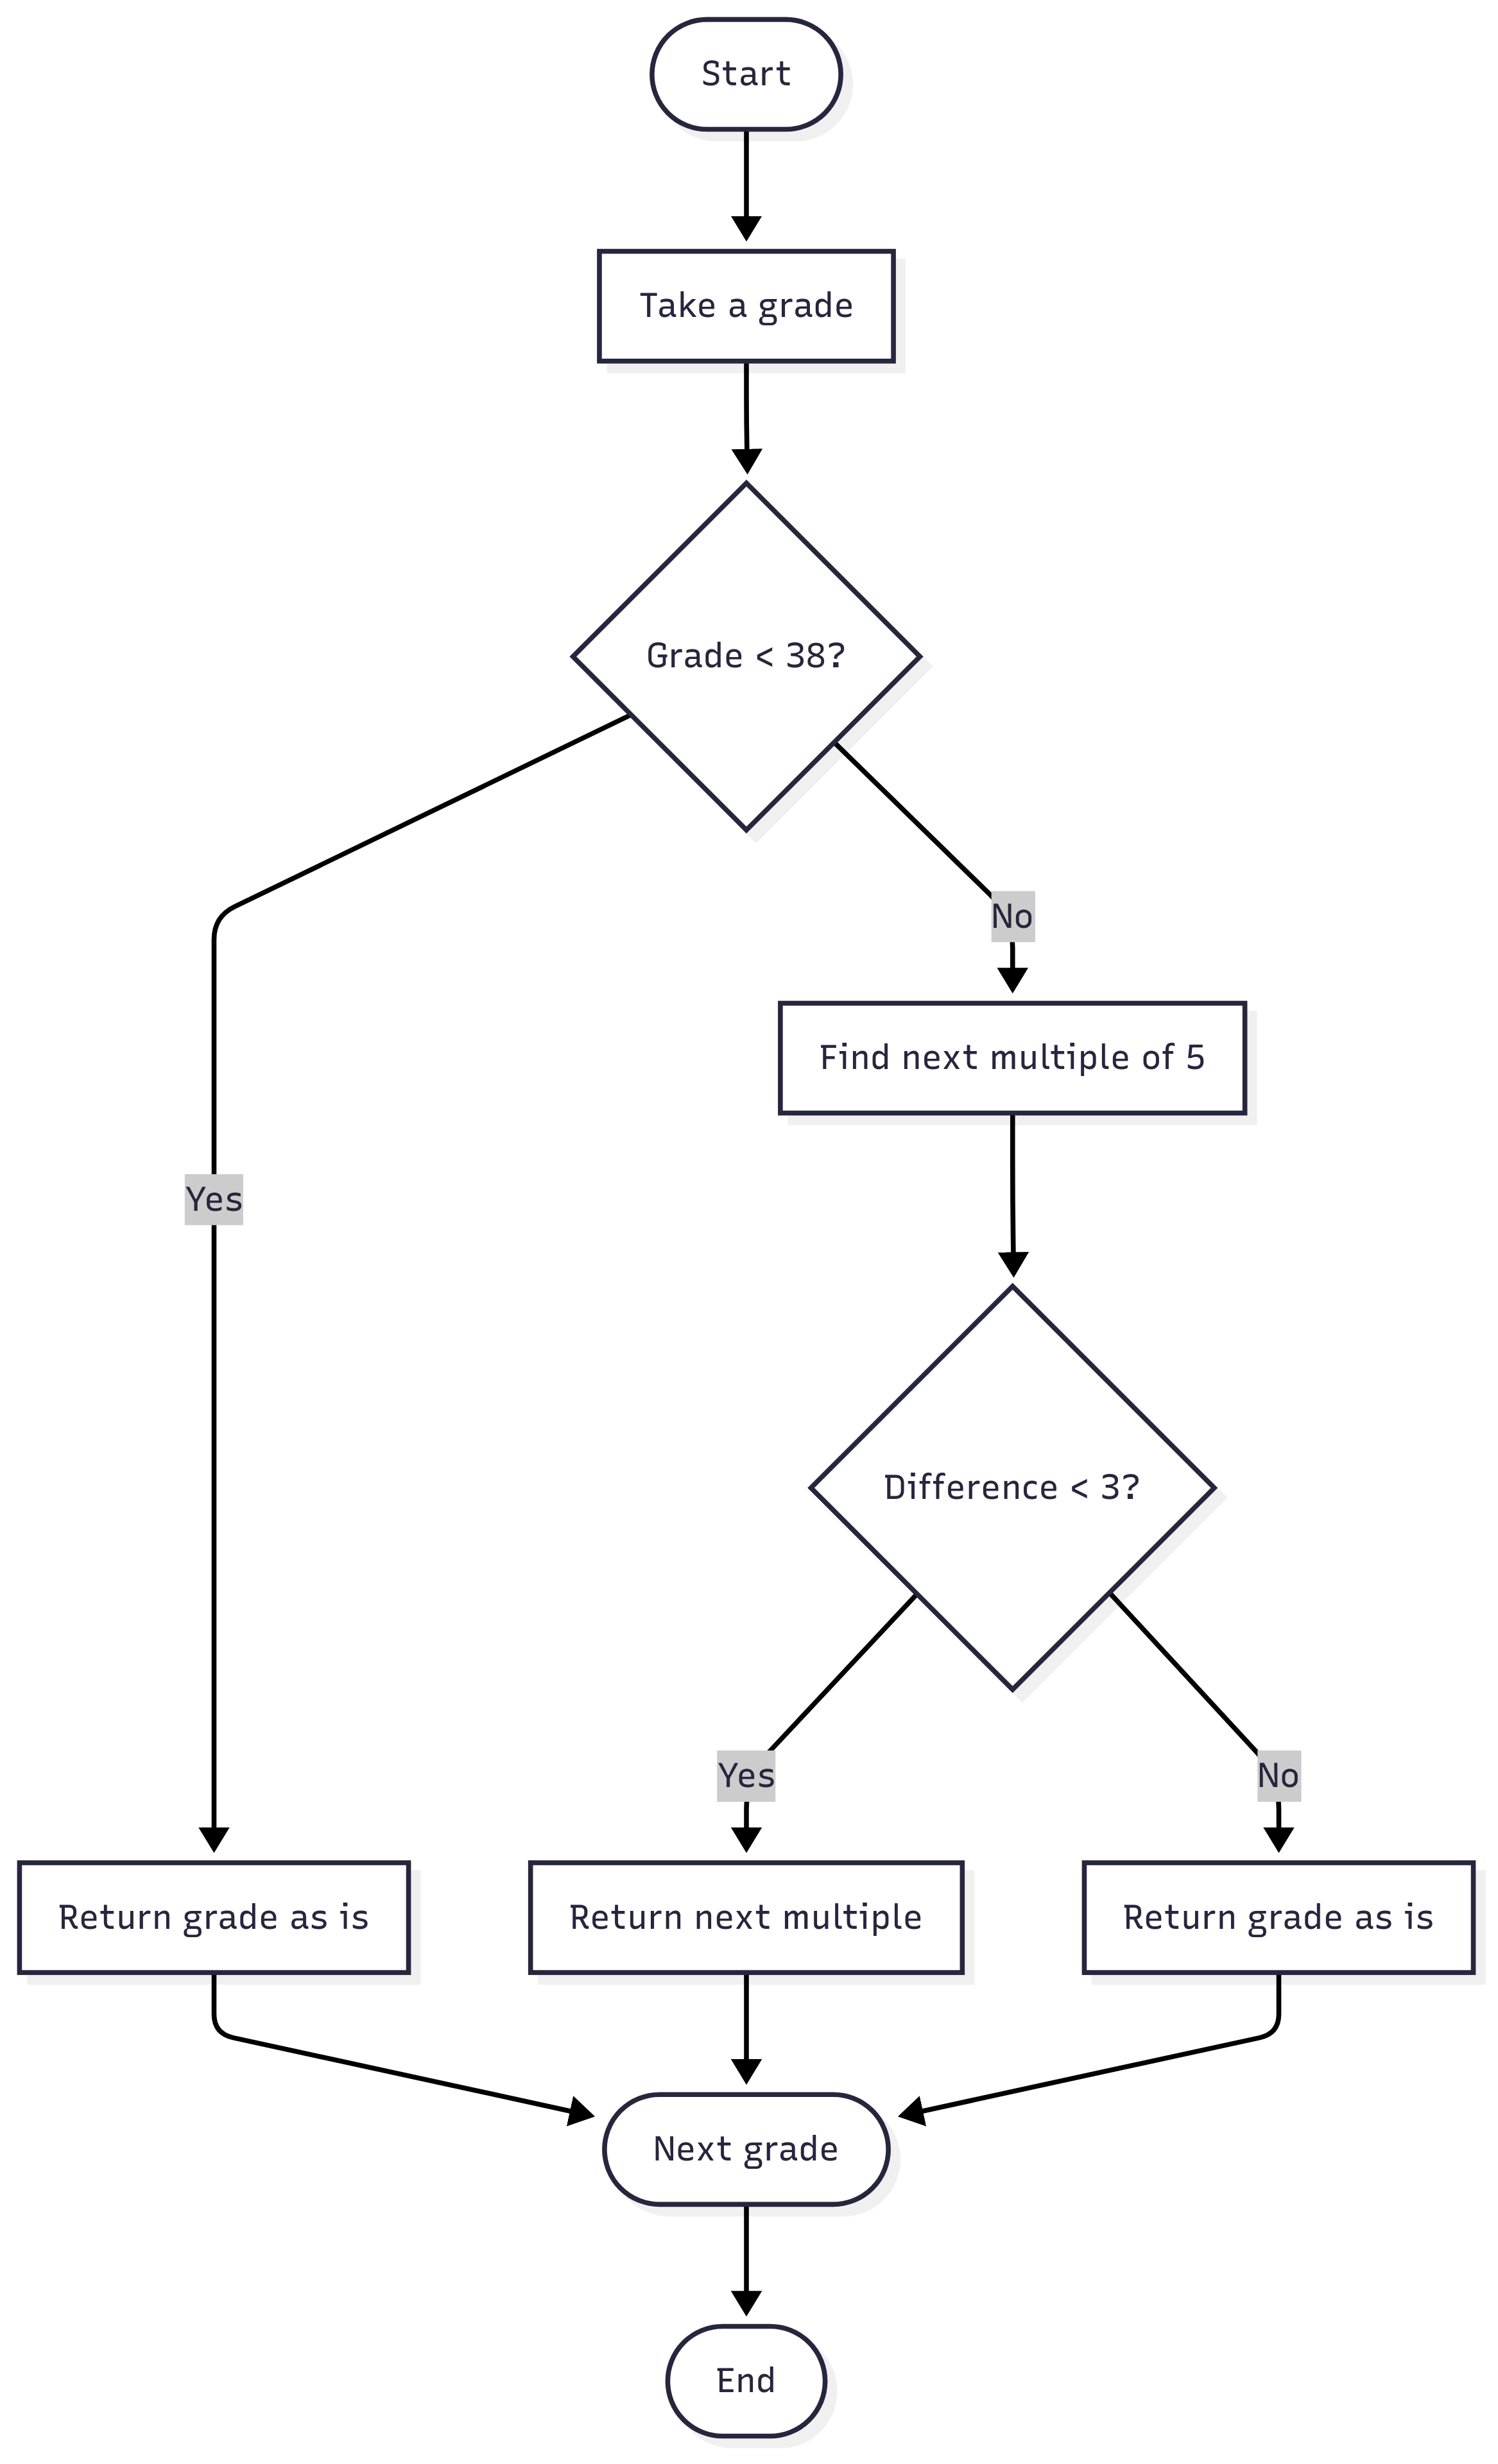 Start
Take a grade
Grade < 38?
No
Find next multiple of 5
Yes
Difference < 3?
Yes
No
Return grade as is
Return next multiple
Return grade as is
Next grade
End